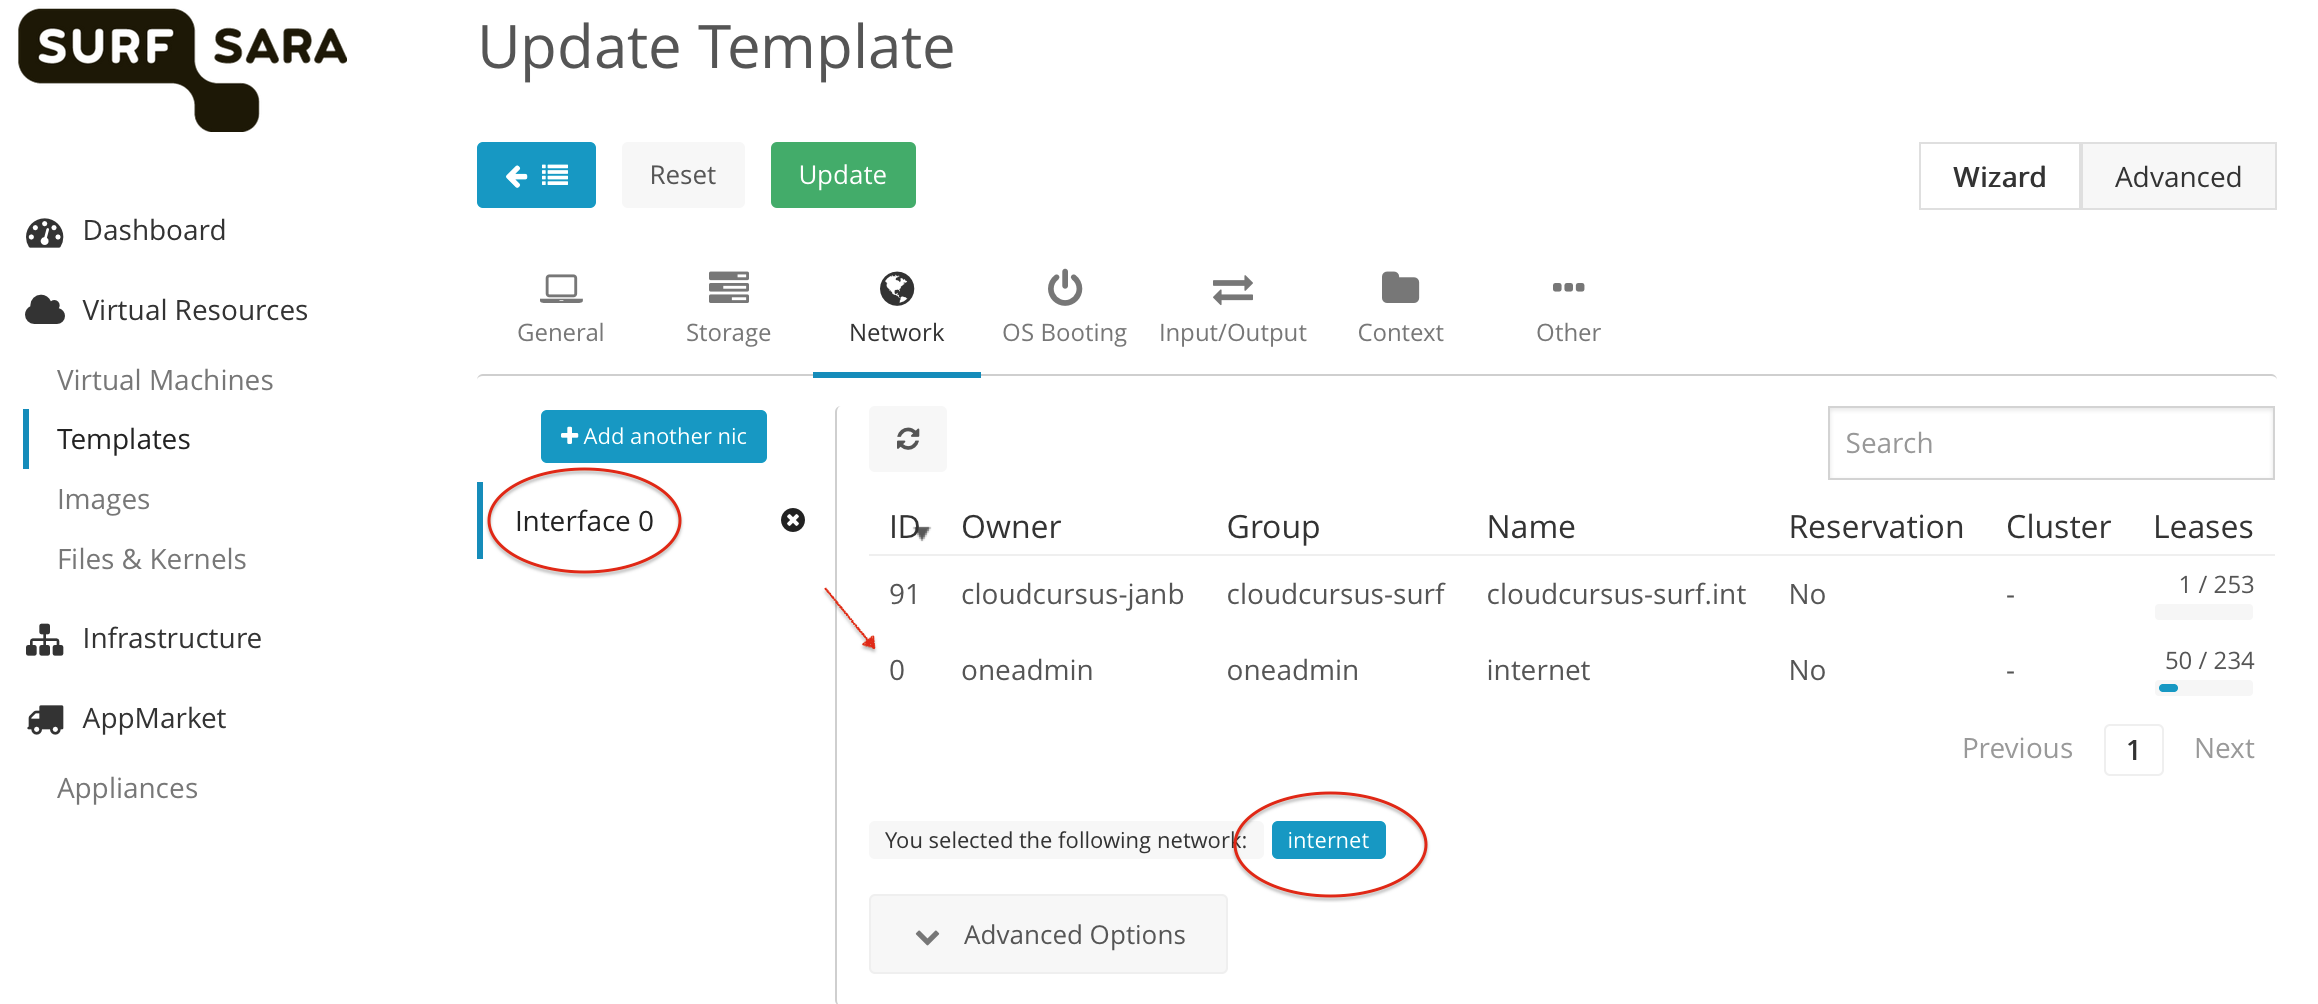 SURF SARA
Update Template
Reset
Update
Wizard
Advanced
Dashboard
Virtual Resources
Virtual Machines
Templates
Images
Files & Kernels
Infrastructure
AppMarket
Appliances
General
Storage
Network
OS Booting
Input/Output
Context
Other
Add another nic
Interface 0
Search
ID Owner Group Name Reservation Cluster Leases
91 cloudcursus-janb cloudcursus-surf cloudcursus-surf.int No - 1 / 253
0 oneadmin oneadmin internet No - 50 / 234
Previous 1 Next
You selected the following network: internet
Advanced Options